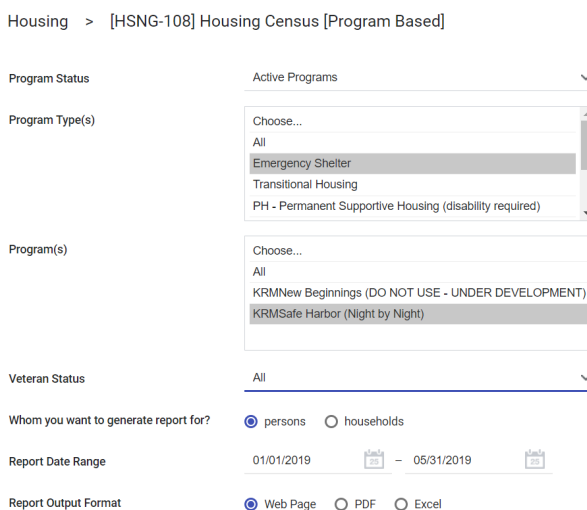 Housing > [HSNG-108] Housing Census [Program Based]
Program Status Active Programs
Program Type(s) Choose...
All
Emergency Shelter
Transitional Housing
PH - Permanent Supportive Housing (disability required)
Program(s) Choose...
All
KRMNew Beginnings (DO NOT USE - UNDER DEVELOPMENT)
KRMSafe Harbor (Night by Night)
Veteran Status All
Whom you want to generate report for? persons households
Report Date Range 01/01/2019 25 – 05/31/2019 25
Report Output Format Web Page PDF Excel